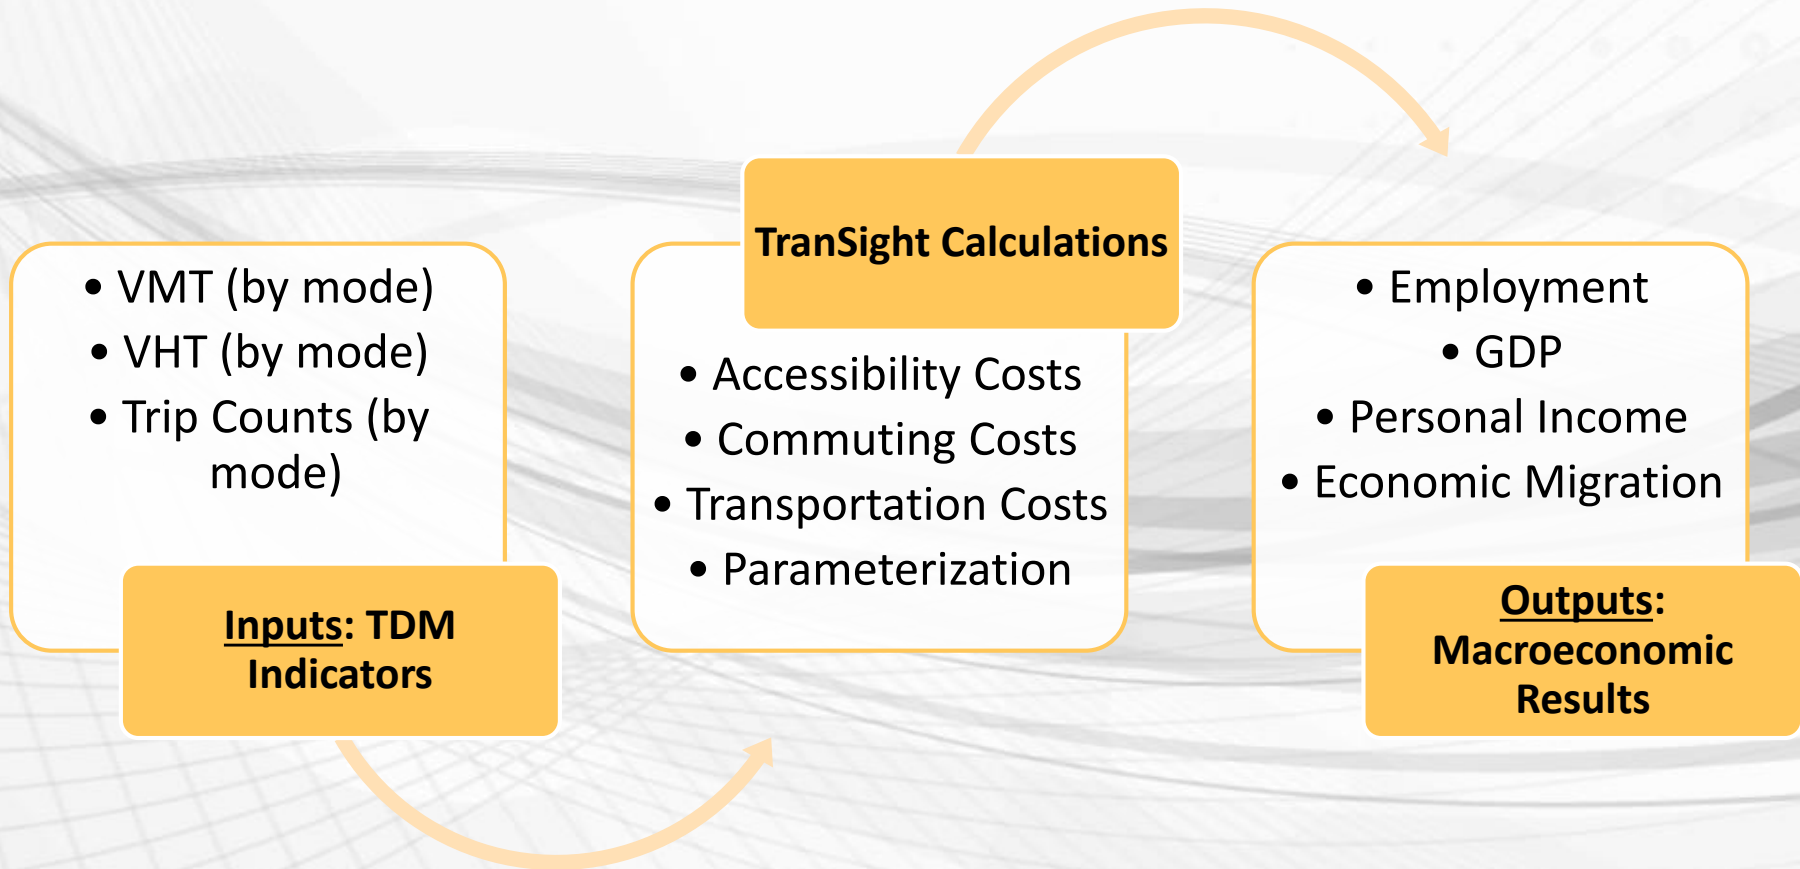 • VMT (by mode)
• VHT (by mode)
• Trip Counts (by
mode)
Inputs: TDM
Indicators
TranSight Calculations
• Accessibility Costs
• Commuting Costs
• Transportation Costs
• Parameterization
• Employment
• GDP
• Personal Income
• Economic Migration
Outputs:
Macroeconomic
Results